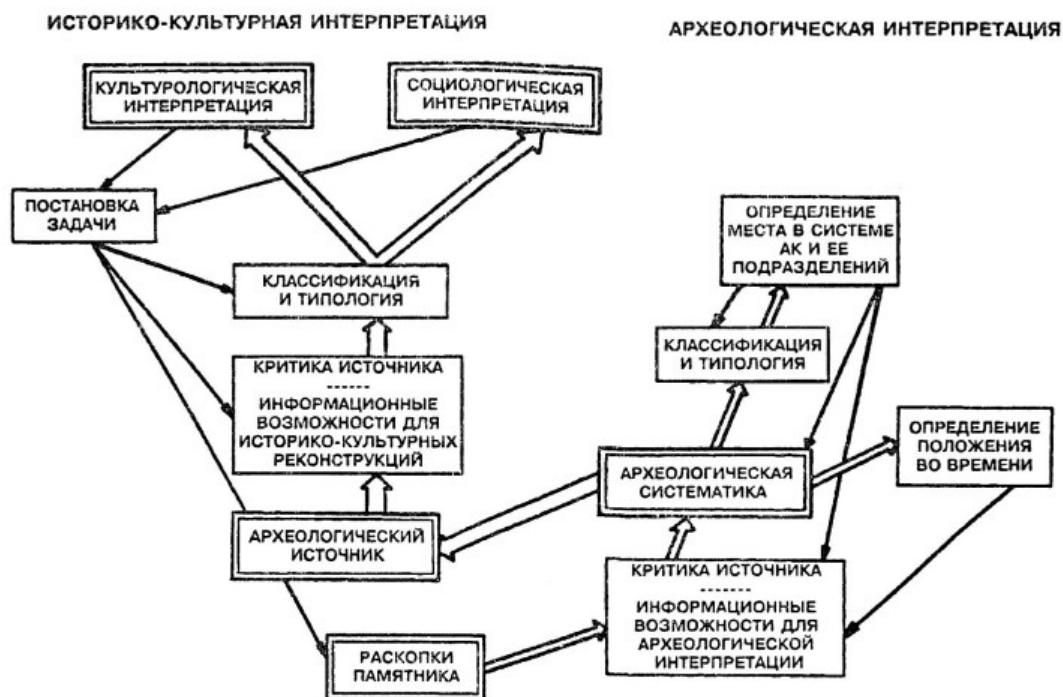 ИСТОРИКО-КУЛЬТУРНАЯ ИНТЕРПРЕТАЦИЯ
АРХЕОЛОГИЧЕСКАЯ ИНТЕРПРЕТАЦИЯ
КУЛЬТУРОЛОГИЧЕСКАЯ
ИНТЕРПРЕТАЦИЯ
СОЦИОЛОГИЧЕСКАЯ
ИНТЕРПРЕТАЦИЯ
ПОСТАНОВКА
ЗАДАЧИ
КЛАССИФИКАЦИЯ
И ТИПОЛОГИЯ
КРИТИКА ИСТОЧНИКА
------
ИНФОРМАЦИОННЫЕ
ВОЗМОЖНОСТИ ДЛЯ
ИСТОРИКО-КУЛЬТУРНЫХ
РЕКОНСТРУКЦИЙ
АРХЕОЛОГИЧЕСКИЙ
ИСТОЧНИК
РАСКОПКИ
ПАМЯТНИКА
ОПРЕДЕЛЕНИЕ
МЕСТА В СИСТЕМЕ
АК И ЕЕ
ПОДРАЗДЕЛЕНИЙ
КЛАССИФИКАЦИЯ
И ТИПОЛОГИЯ
АРХЕОЛОГИЧЕСКАЯ
СИСТЕМАТИКА
ОПРЕДЕЛЕНИЕ
ПОЛОЖЕНИЯ
ВО ВРЕМЕНИ
КРИТИКА ИСТОЧНИКА
-------
ИНФОРМАЦИОННЫЕ
ВОЗМОЖНОСТИ ДЛЯ
АРХЕОЛОГИЧЕСКОЙ
ИНТЕРПРЕТАЦИИ